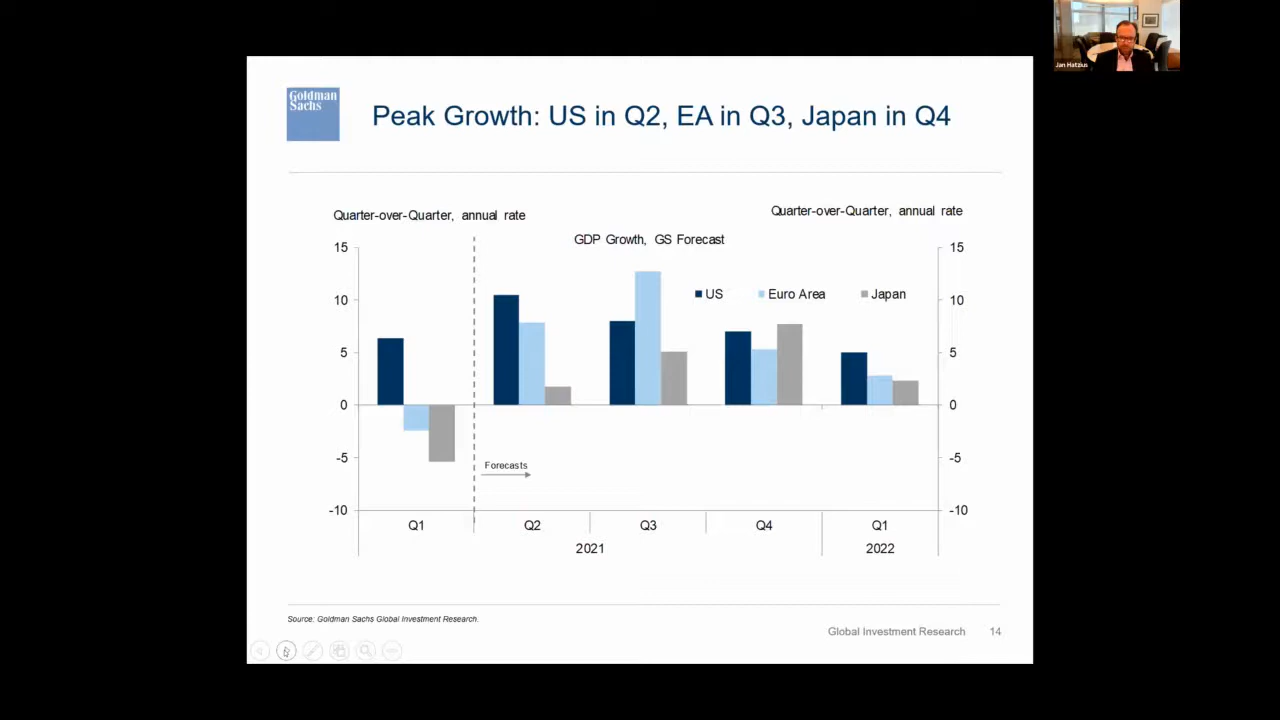 Jan Hatzius
Goldman
Sachs
Peak Growth: US in Q2, EA in Q3, Japan in Q4
Quarter-over-Quarter, annual rate
Quarter-over-Quarter, annual rate
GDP Growth, GS Forecast
15
15
US
Euro Area
Japan
10
10
5
5
0
0
-5
-5
Forecasts
-10
-10
Q1
Q2
Q3
Q4
Q1
2021
2022
Source: Goldman Sachs Global Investment Research.
Global Investment Research 14